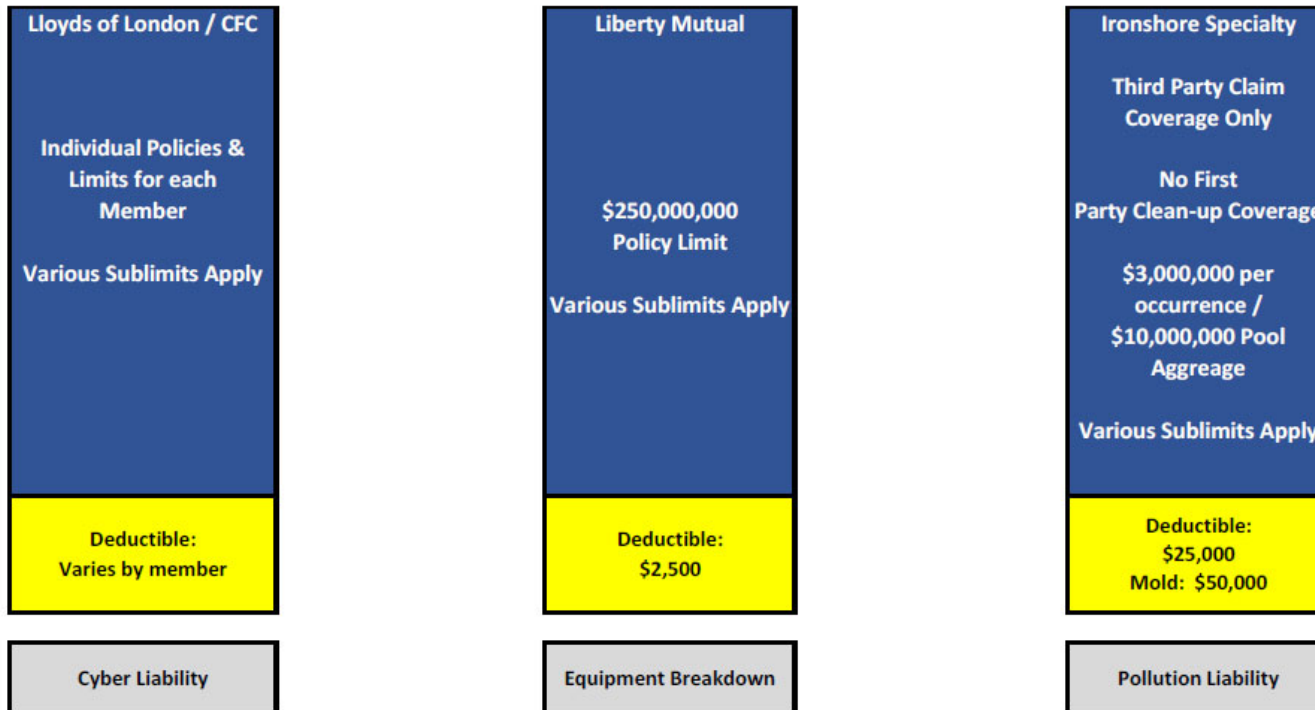 Lloyds of London / CFC
Individual Policies &
Limits for each
Member
Various Sublimits Apply
Deductible:
Varies by member
Cyber Liability
Liberty Mutual
$250,000,000
Policy Limit
Various Sublimits Apply
Deductible:
$2,500
Equipment Breakdown
Ironshore Specialty
Third Party Claim
Coverage Only
No First
Party Clean-up Coverage
$3,000,000 per
occurrence /
$10,000,000 Pool
Aggreage
Various Sublimits Apply
Deductible:
$25,000
Mold: $50,000
Pollution Liability